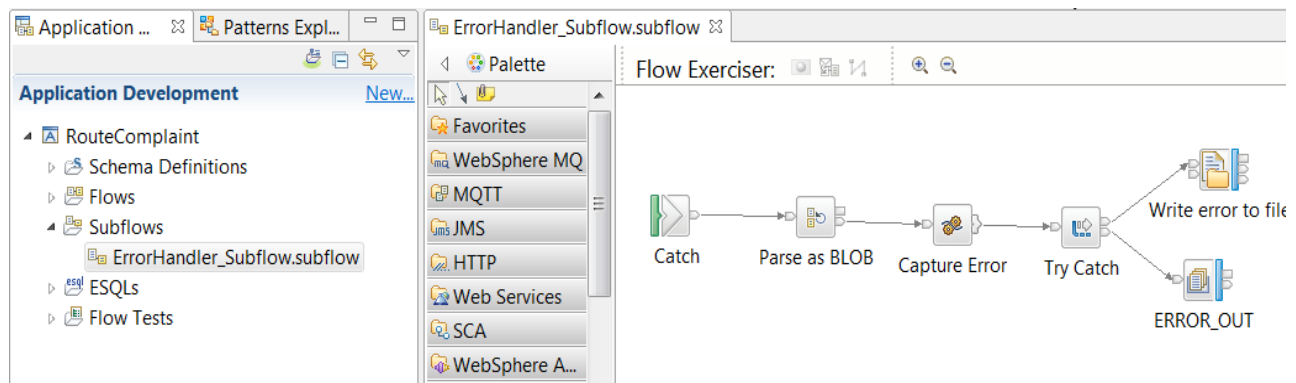 Application ...
Patterns Expl...
Application Development
New...
RouteComplaint
Schema Definitions
Flows
Subflows
ErrorHandler_Subflow.subflow
ESQLs
Flow Tests
ErrorHandler_Subflow.subflow
Palette
Favorites
WebSphere MQ
MQTT
JMS
HTTP
Web Services
SCA
WebSphere A...
Flow Exerciser:
Catch
Parse as BLOB
Capture Error
Try Catch
Write error to file
ERROR_OUT